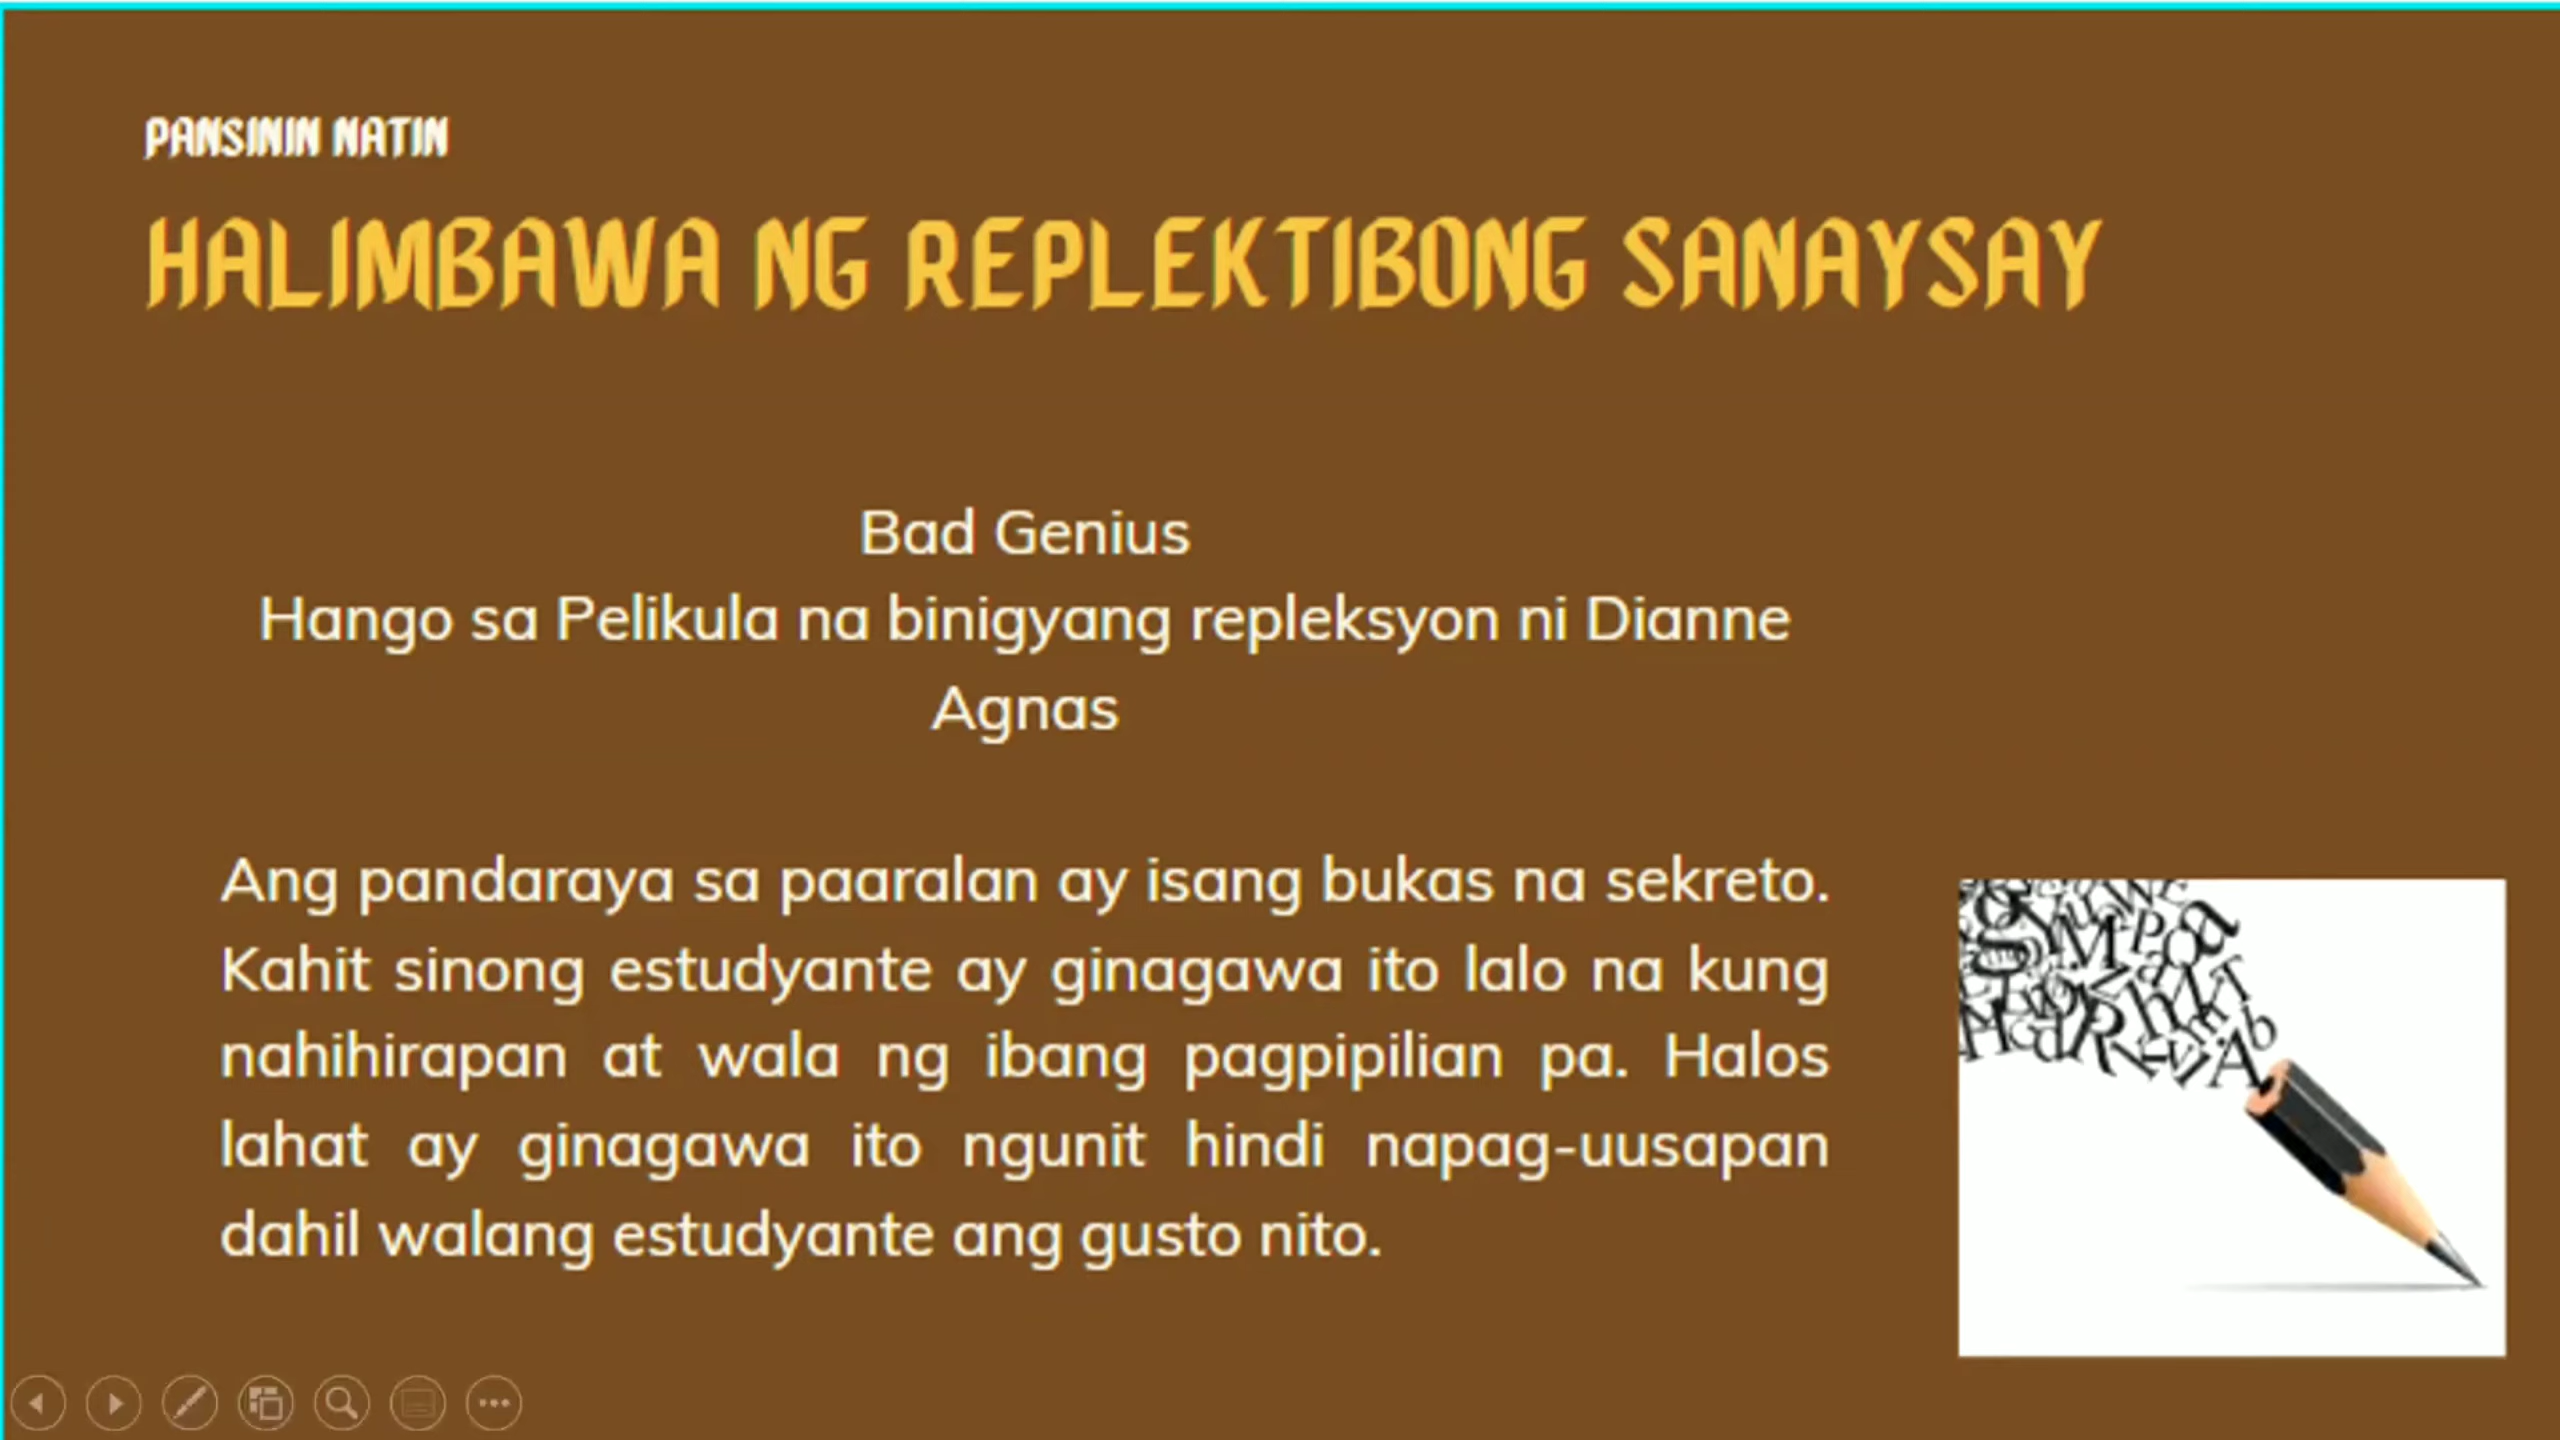 PANSININ NATIN
HALIMBAWA NG REPLEKTIBONG SANAYSAY
Bad Genius
Hango sa Pelikula na binigyang repleksyon ni Dianne
Agnas
Ang pandaraya sa paaralan ay isang bukas na sekreto.
Kahit sinong estudyante ay ginagawa ito lalo na kung
nahihirapan at wala ng ibang pagpipilian pa. Halos
lahat ay ginagawa ito ngunit hindi napag-uusapan
dahil walang estudyante ang gusto nito.